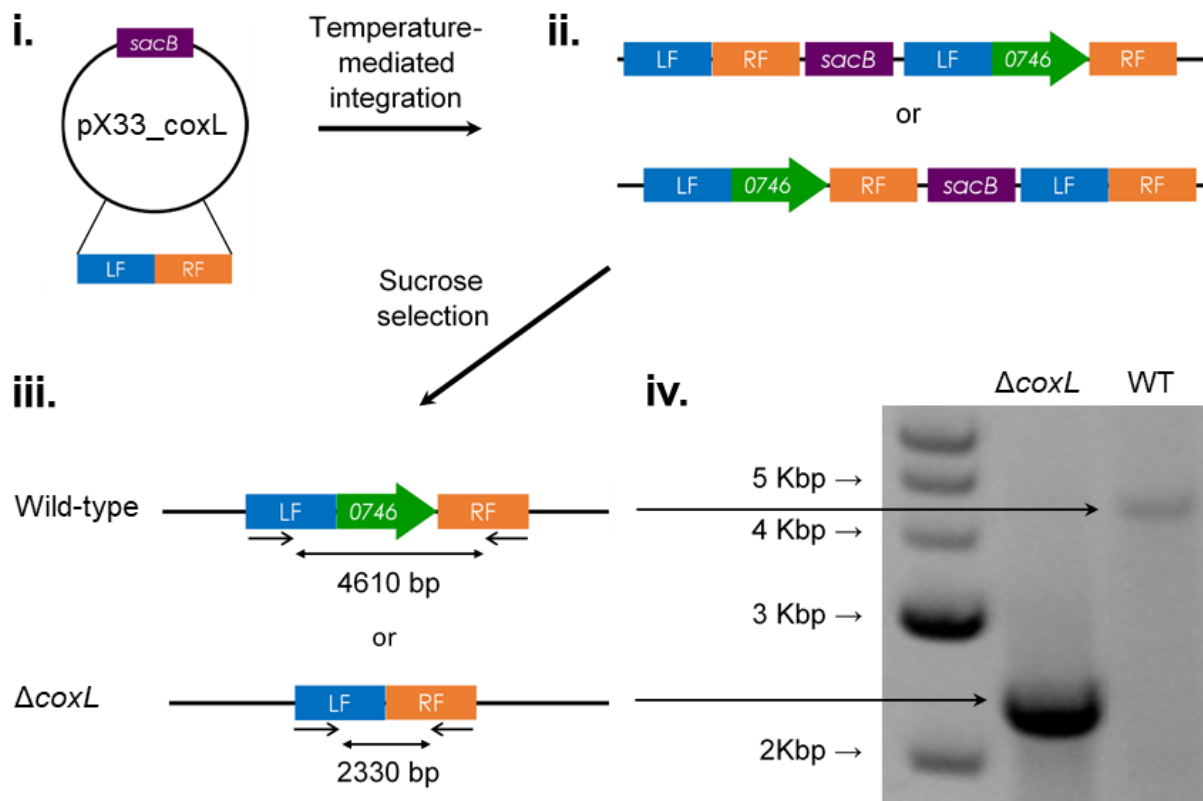 i.
sacB
pX33_coxL
LF RF
Temperature-
mediated
integration
ii.
LF RF sacB LF 0746 RF
or
LF 0746 RF sacB LF RF
Sucrose
selection
iii.
Wild-type
LF 0746 RF
4610 bp
or
ΔcoxL
LF RF
2330 bp
iv.
ΔcoxL WT
5 Kbp →
4 Kbp →
3 Kbp →
2Kbp →